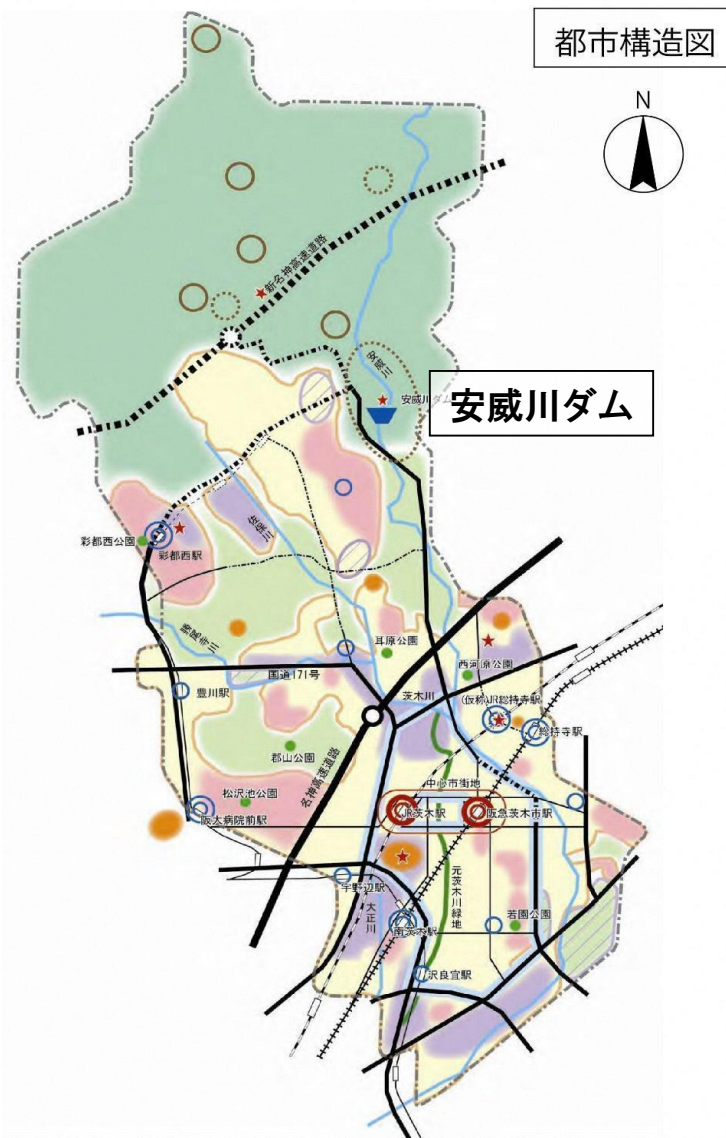 都市構造図
N
新名神高速道路
安威川
安威川ダム
安威川ダム
佐保川
彩都西公園
彩都西駅
勝尾寺川
耳原公園
西河原公園
国道171号
茨木川
豊川駅
(仮称)JR総持寺駅
総持寺駅
郡山公園
名神高速道路
中心市街地
松沢池公園
JR茨木駅
阪急茨木市駅
阪大病院前駅
宇野辺駅
元茨木川緑地
大正川
若園公園
南茨木駅
沢良宜駅